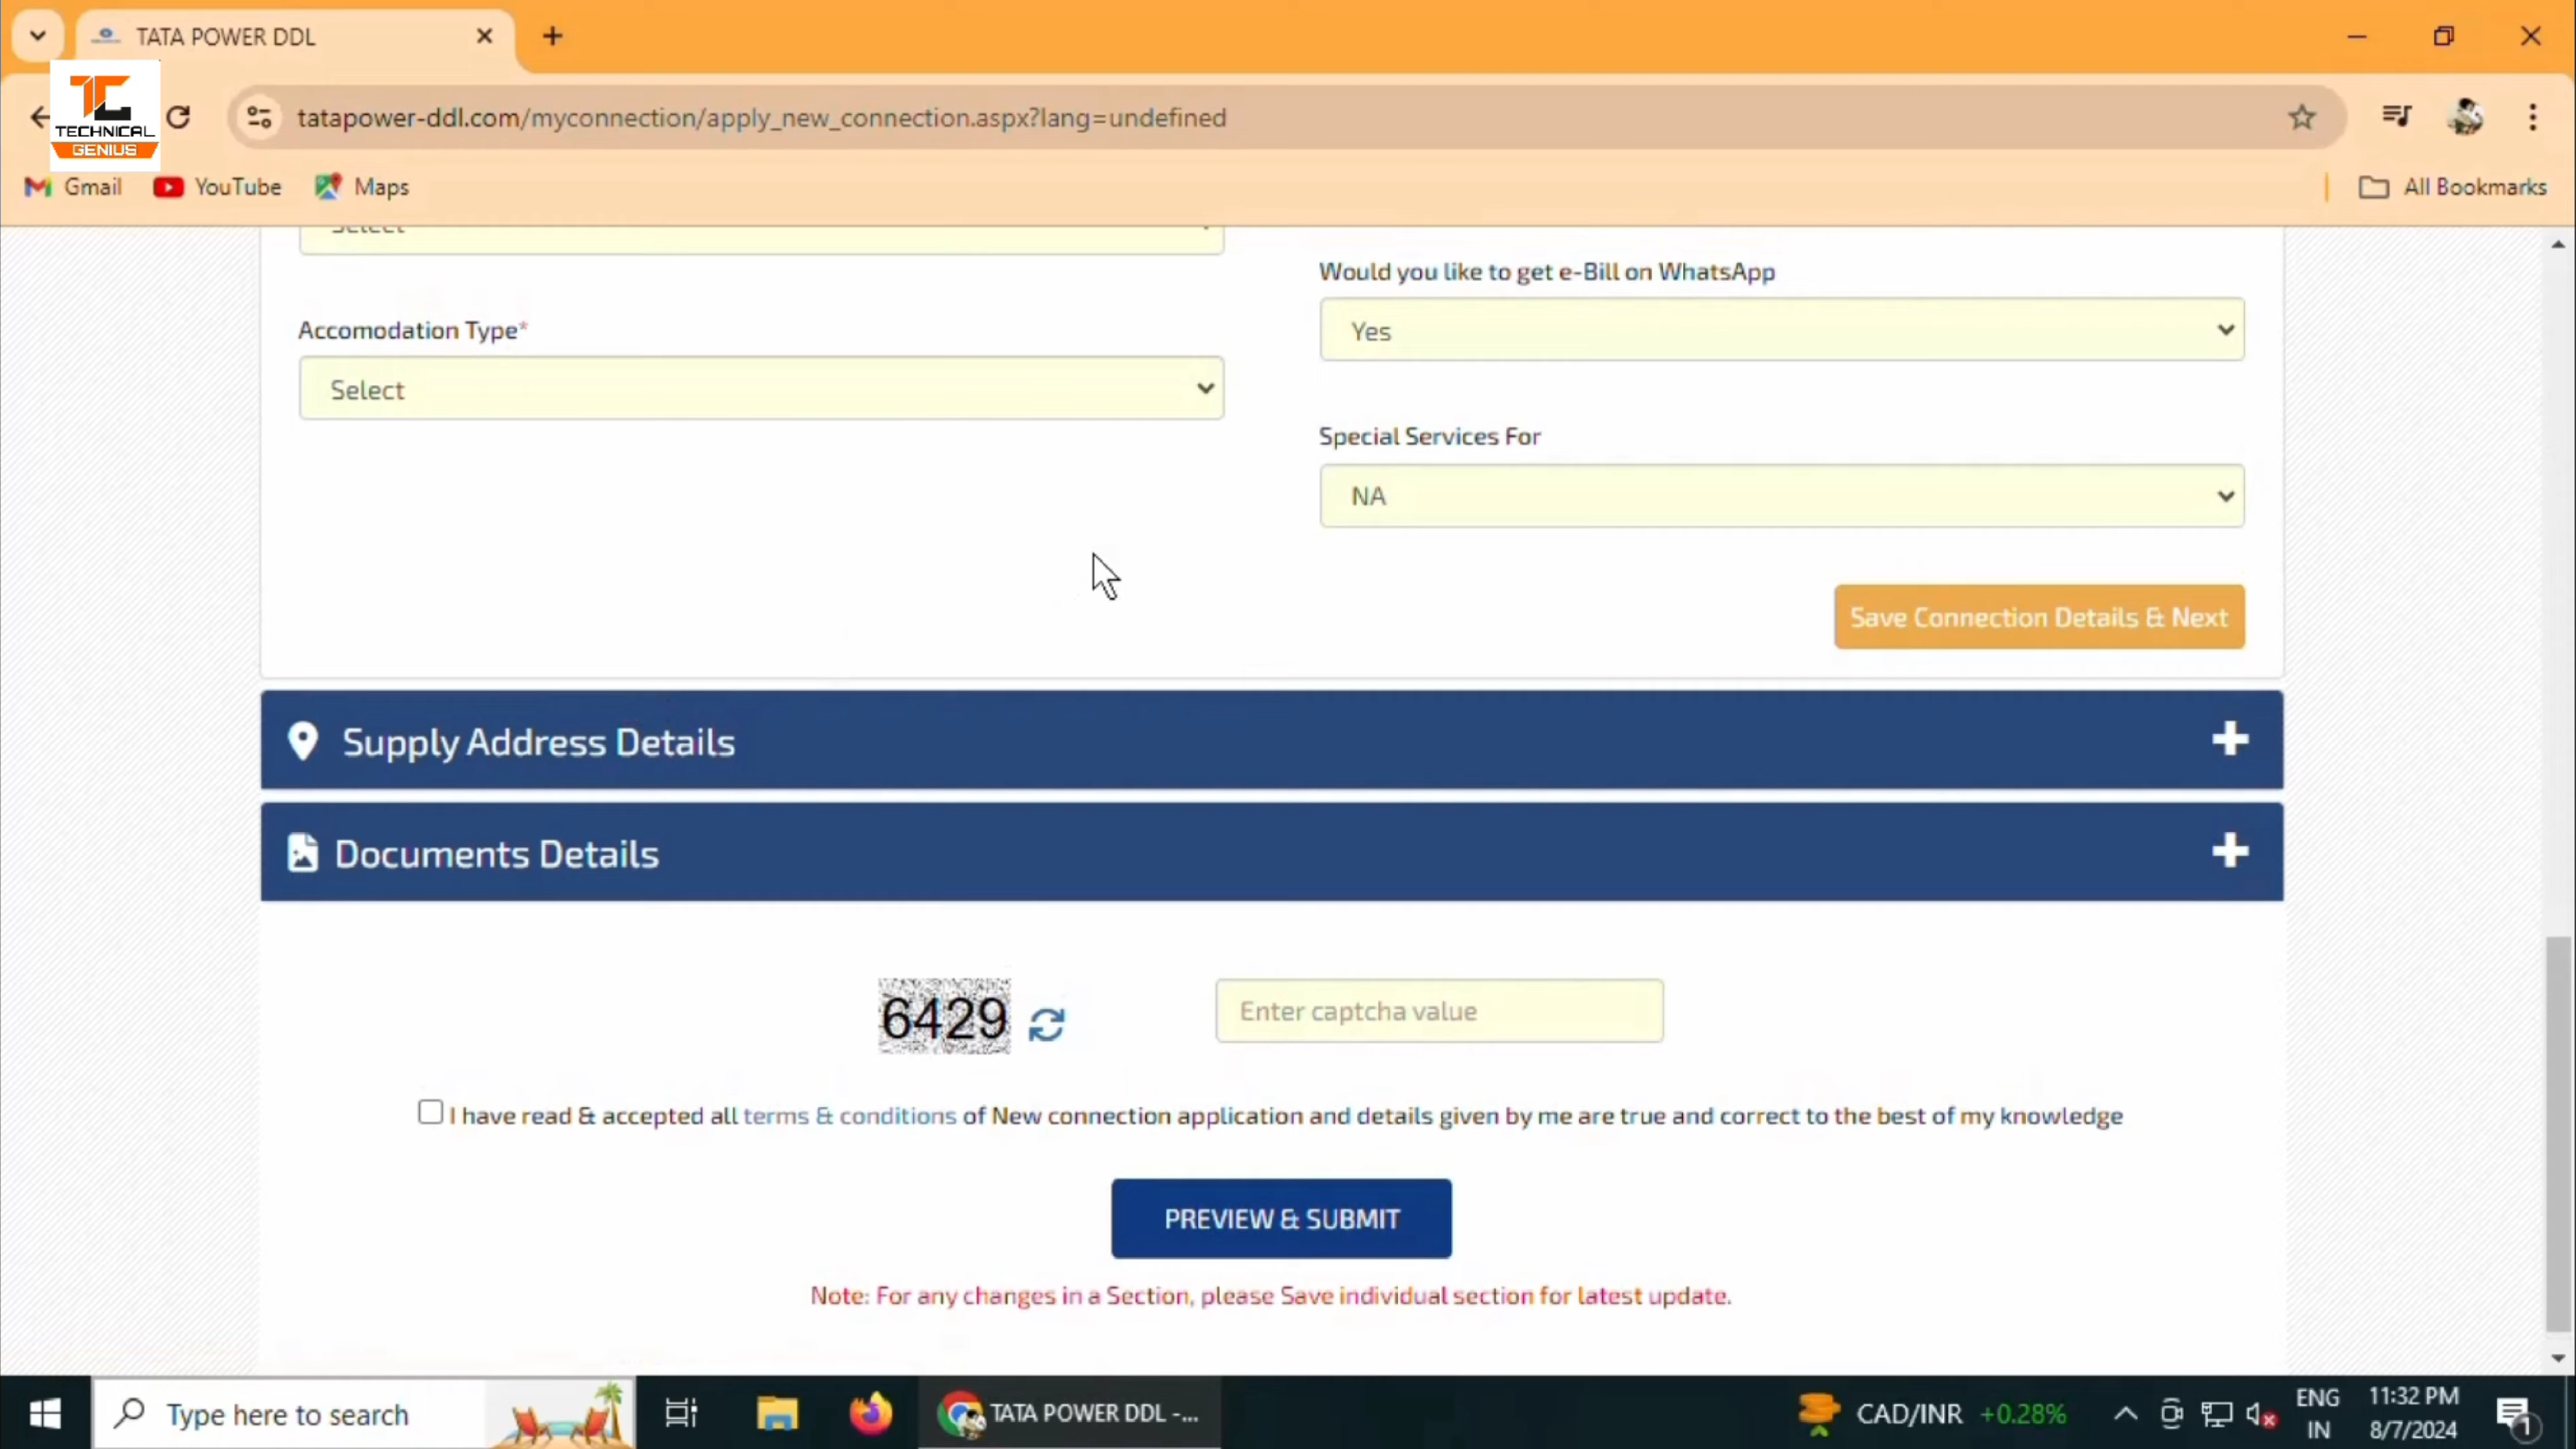 TATA POWER DDL
TECHNICAL
GENIUS
tatapower-ddl.com/myconnection/apply_new_connection.aspx?lang=undefined
Gmail
YouTube
Maps
All Bookmarks
Select
Would you like to get e-Bill on WhatsApp
Yes
Accomodation Type*
Select
Special Services For
NA
Save Connection Details & Next
Supply Address Details
Documents Details
6429
Enter captcha value
I have read & accepted all terms & conditions of New connection application and details given by me are true and correct to the best of my knowledge
PREVIEW & SUBMIT
Note: For any changes in a Section, please Save individual section for latest update.
Type here to search
TATA POWER DDL -...
CAD/INR +0.28%
ENG
IN
11:32 PM
8/7/2024
1